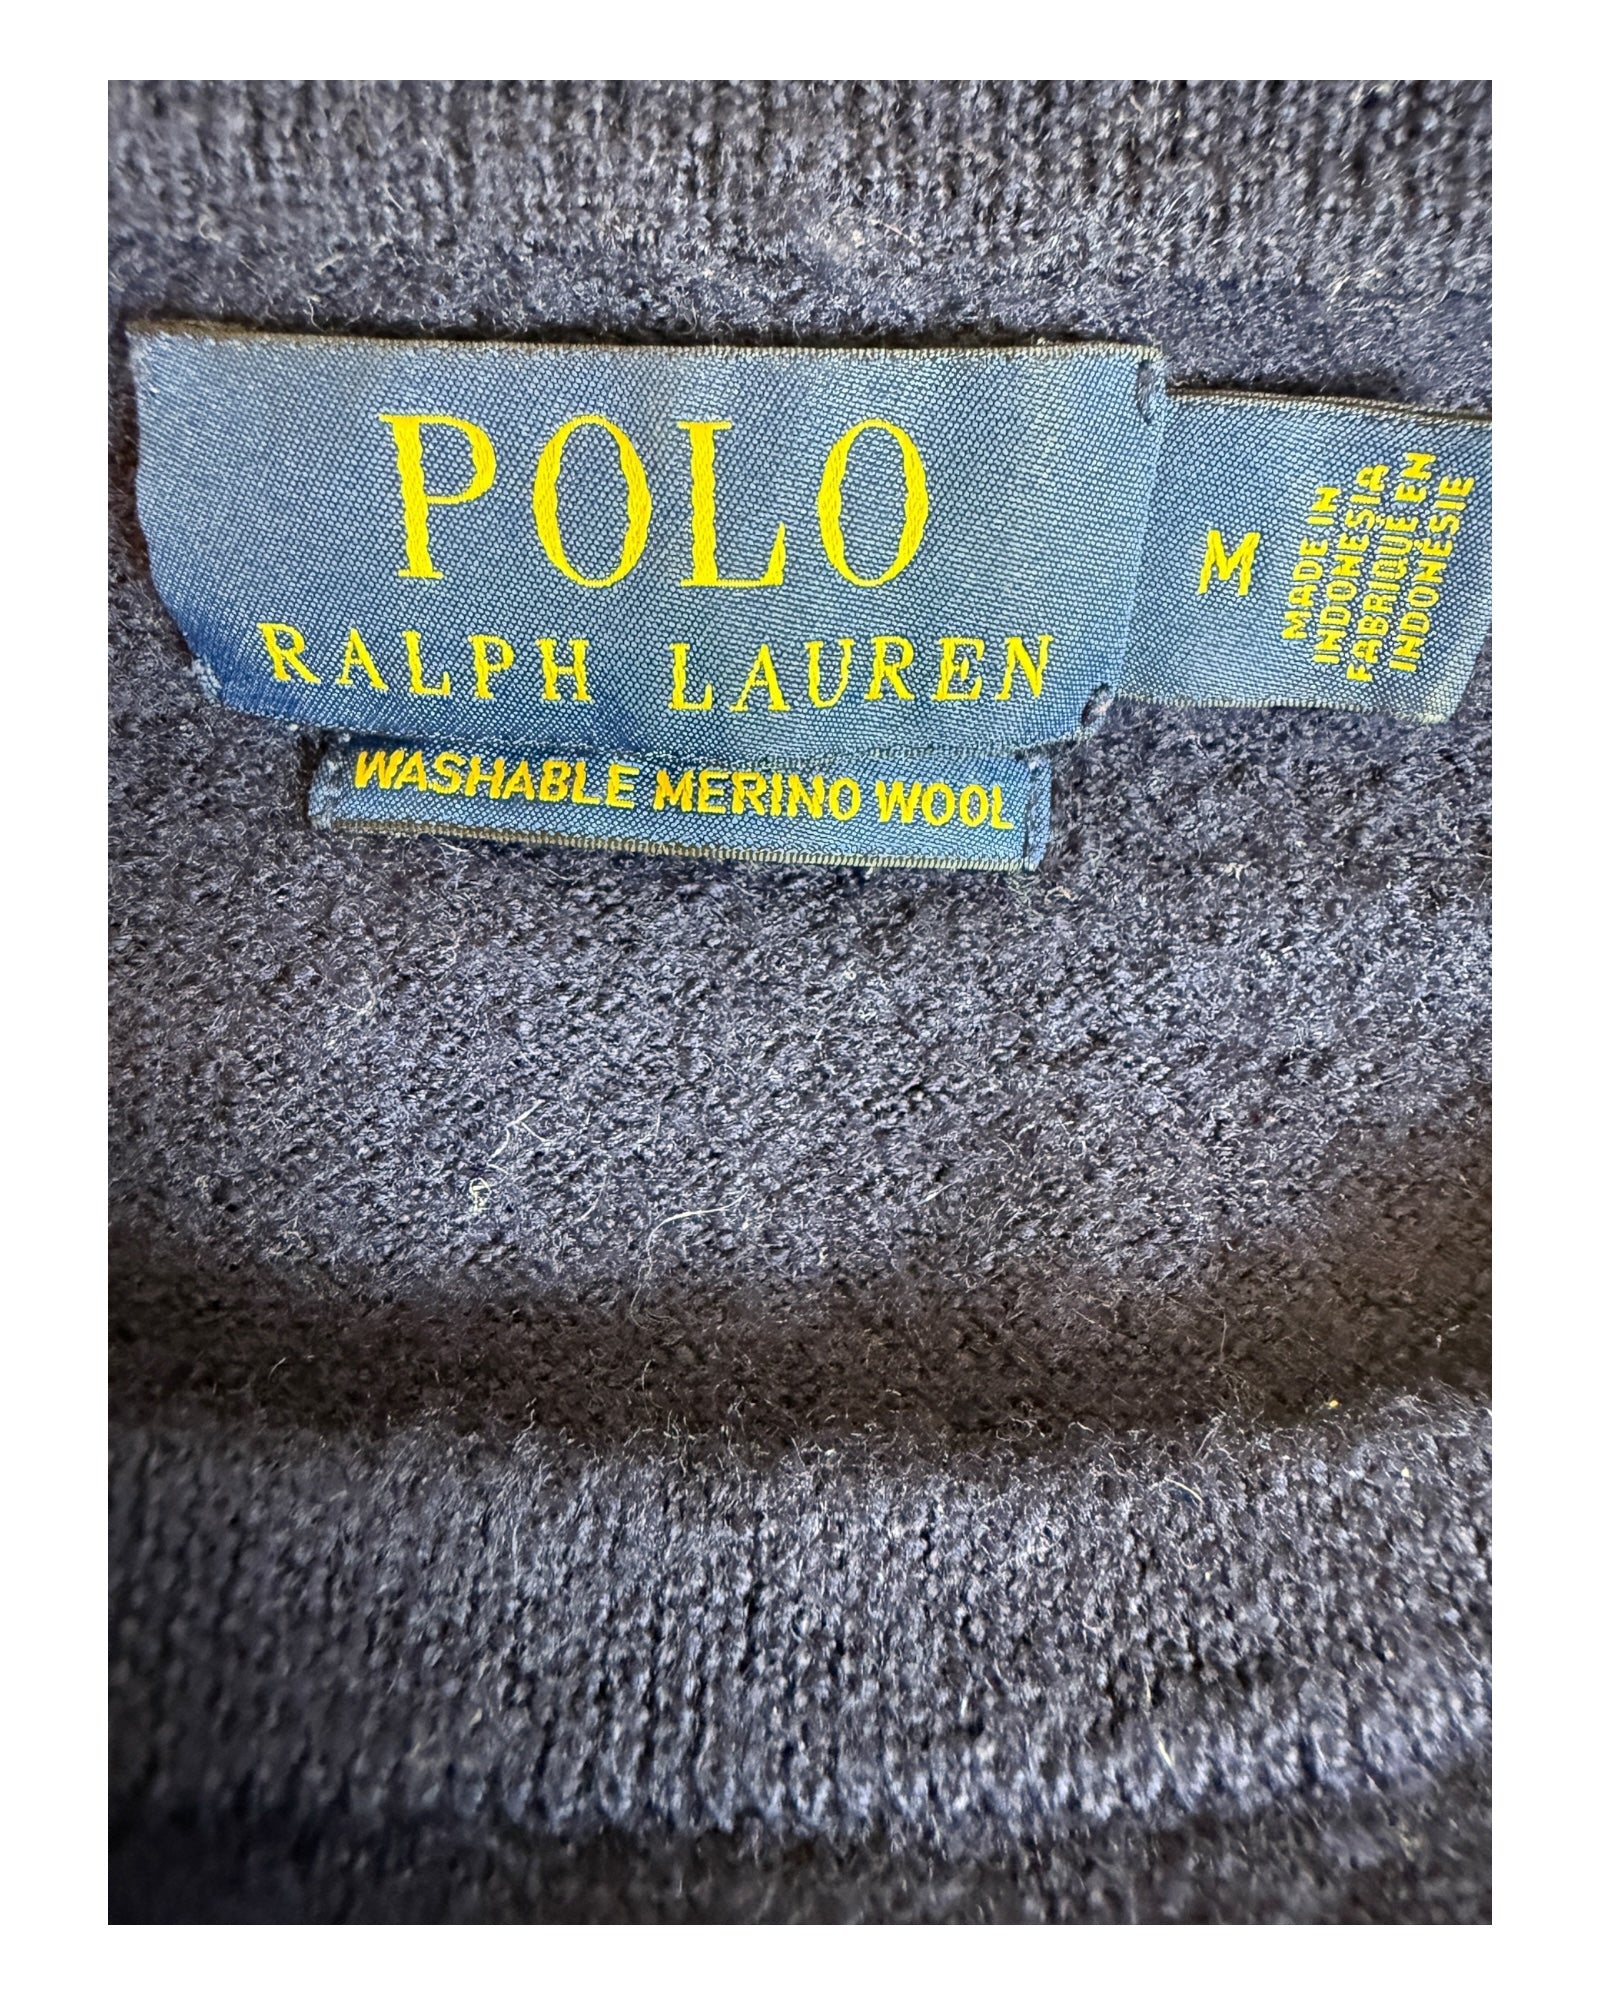 POLO
RALPH LAUREN
WASHABLE MERINO WOOL
M
MADE IN
INDONESIA
FABRIQUÉ EN
INDONÉSIE